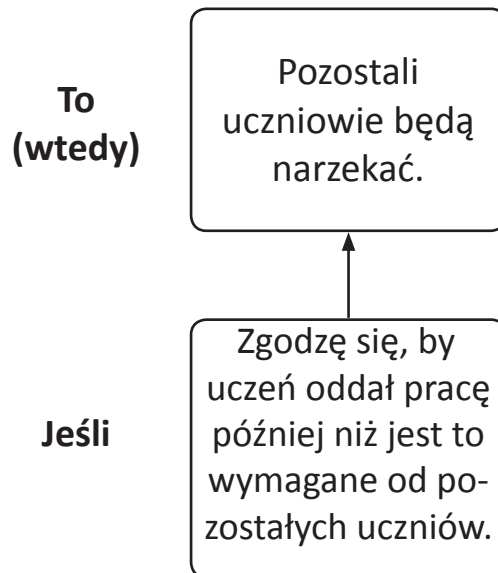 To
(wtedy)
Pozostali
uczniowie będą
narzekać.
Jeśli
Zgodzę się, by
uczeń oddał pracę
później niż jest to
wymagane od po-
zostałych uczniów.